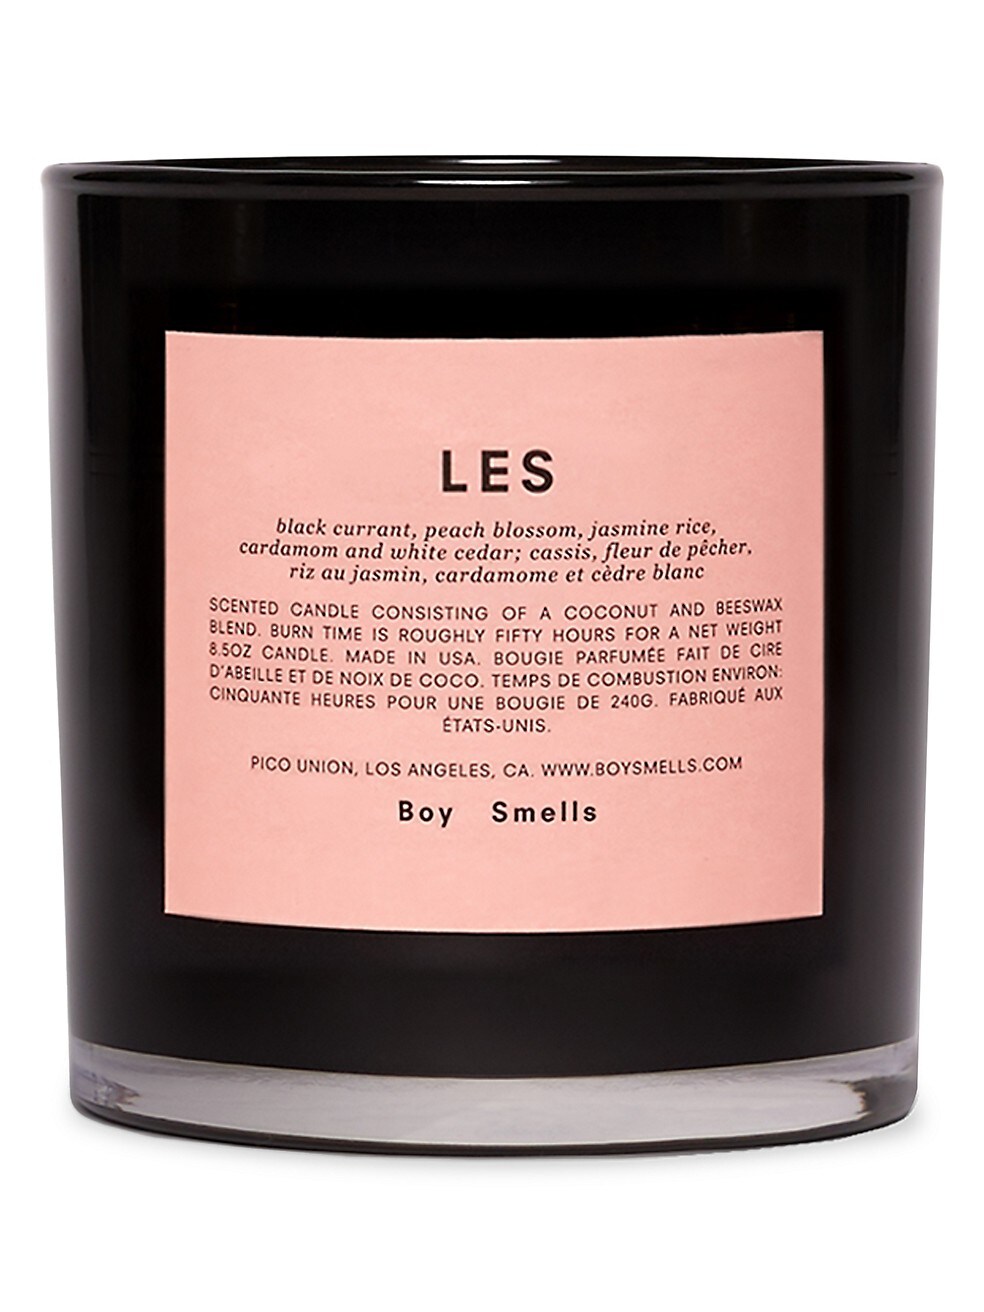 LES
black currant, peach blossom, jasmine rice,
cardamom and white cedar; cassis, fleur de pêcher,
riz au jasmin, cardamome et cèdre blanc
SCENTED CANDLE CONSISTING OF A COCONUT AND BEESWAX
BLEND. BURN TIME IS ROUGHLY FIFTY HOURS FOR A NET WEIGHT
8.5OZ CANDLE. MADE IN USA. BOUGIE PARFUMÉE FAIT DE CIRE
D'ABEILLE ET DE NOIX DE COCO. TEMPS DE COMBUSTION ENVIRON:
CINQUANTE HEURES POUR UNE BOUGIE DE 240G. FABRIQUÉ AUX
ÉTATS-UNIS.
PICO UNION, LOS ANGELES, CA. WWW.BOYSMELLS.COM
Boy Smells